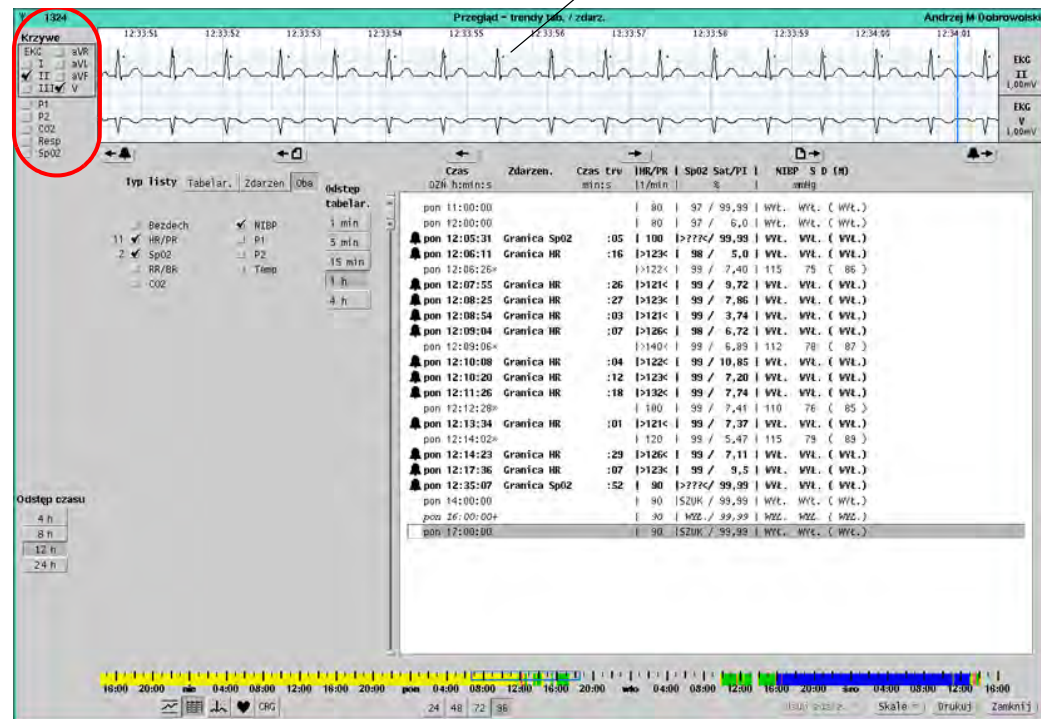 1324 Przegląd - trendy tab. / zdarz. Andrzej M Dobrowolski
Krzywe
12:33:51 12:33:52 12:33:53 12:33:54 12:33:55 12:33:56 12:33:57 12:33:58 12:33:59 12:34:00 12:34:01
EKG aVR
I aVL
II aVF
III V
P1
P2
CO2
Resp
SpO2
EKG
II
1,00mV
EKG
V
1,00mV
Typ listy Tabelar. Zdarzen Oba
Odstęp
tabelar.
1 min
5 min
15 min
1 h
4 h
Bezdech NIBP
11 HR/PR P1
2 SpO2 P2
RR/BR Temp
CO2
Czas Zdarzen. Czas trw |HR/PR | SpO2 Sat/PI | NIBP S D (M)
DZN h:min:s min:s |1/min | % | mmHg
pon 11:00:00 | 80 | 97 / 99,99 | WYŁ. WYŁ. ( WYŁ.)
pon 12:00:00 | 80 | 97 / 6,0 | WYŁ. WYŁ. ( WYŁ.)
pon 12:05:31 Granica SpO2 :05 | 100 |>???</ 99,99 | WYŁ. WYŁ. ( WYŁ.)
pon 12:06:11 Granica HR :16 |>123< | 98 / 5,0 | WYŁ. WYŁ. ( WYŁ.)
pon 12:06:26* |>122< | 99 / 7,40 | 115 75 ( 86 )
pon 12:07:55 Granica HR :26 |>121< | 99 / 9,72 | WYŁ. WYŁ. ( WYŁ.)
pon 12:08:25 Granica HR :27 |>123< | 99 / 7,86 | WYŁ. WYŁ. ( WYŁ.)
pon 12:08:54 Granica HR :03 |>121< | 99 / 3,74 | WYŁ. WYŁ. ( WYŁ.)
pon 12:09:04 Granica HR :07 |>126< | 98 / 6,72 | WYŁ. WYŁ. ( WYŁ.)
pon 12:09:06* |>140< | 99 / 6,89 | 112 78 ( 87 )
pon 12:10:08 Granica HR :04 |>122< | 99 / 10,85 | WYŁ. WYŁ. ( WYŁ.)
pon 12:10:20 Granica HR :12 |>123< | 99 / 7,20 | WYŁ. WYŁ. ( WYŁ.)
pon 12:11:26 Granica HR :18 |>132< | 99 / 7,74 | WYŁ. WYŁ. ( WYŁ.)
pon 12:12:28* | 100 | 99 / 7,41 | 110 76 ( 85 )
pon 12:13:34 Granica HR :01 |>121< | 99 / 7,37 | WYŁ. WYŁ. ( WYŁ.)
pon 12:14:02* | 120 | 99 / 5,47 | 115 79 ( 89 )
pon 12:14:23 Granica HR :29 |>126< | 99 / 7,11 | WYŁ. WYŁ. ( WYŁ.)
pon 12:17:36 Granica HR :07 |>123< | 99 / 9,5 | WYŁ. WYŁ. ( WYŁ.)
pon 12:35:07 Granica SpO2 :52 | 90 |>???</ 99,99 | WYŁ. WYŁ. ( WYŁ.)
pon 14:00:00 | 90 |SZUK / 99,99 | WYŁ. WYŁ. ( WYŁ.)
pon 16:00:00+ | 90 | WYŁ./ 99,99 | WYŁ. WYŁ. ( WYŁ.)
pon 17:00:00 | 90 |SZUK / 99,99 | WYŁ. WYŁ. ( WYŁ.)
Odstęp czasu
4 h
8 h
12 h
24 h
16:00 20:00 nie 04:00 08:00 12:00 16:00 20:00 pon 04:00 08:00 12:00 16:00 20:00 wto 04:00 08:00 12:00 16:00 20:00 śro 04:00 08:00 12:00 16:00
CRG 24 48 72 96 Skale Drukuj Zamknij